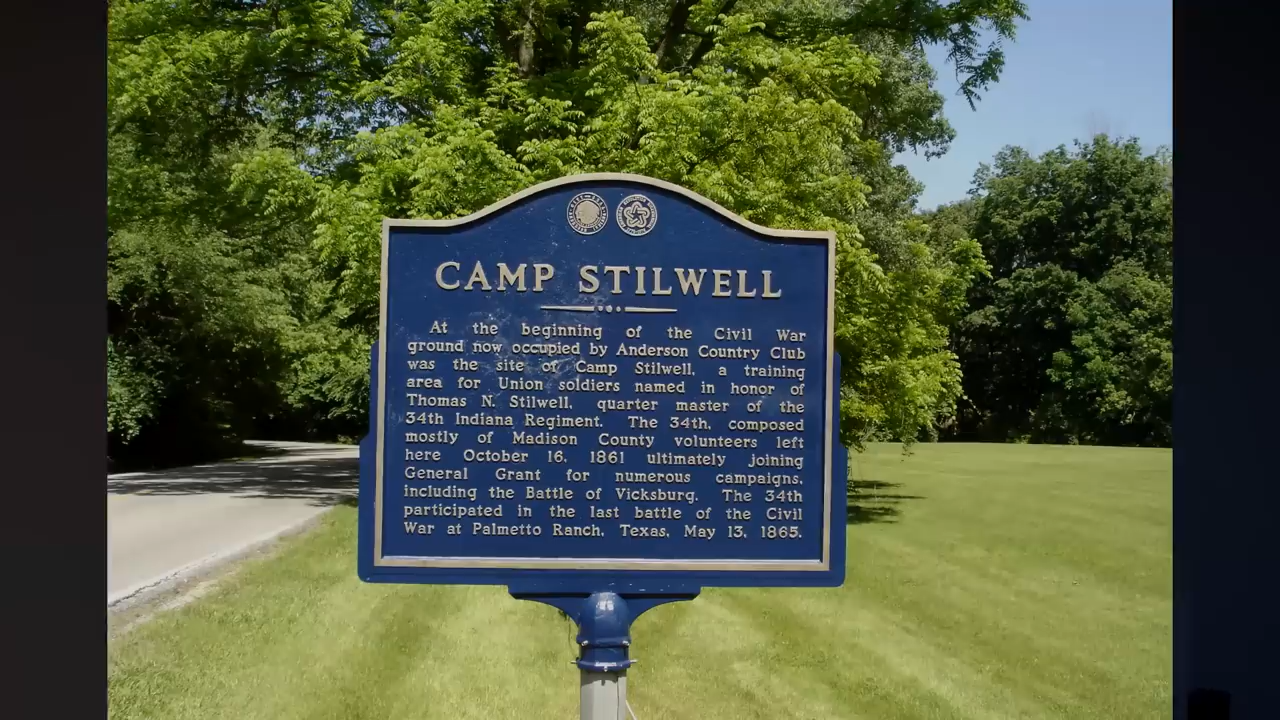 CAMP STILWELL
At the beginning of the Civil War
ground now occupied by Anderson Country Club
was the site of Camp Stilwell, a training
area for Union soldiers named in honor of
Thomas N. Stilwell, quarter master of the
34th Indiana Regiment. The 34th, composed
mostly of Madison County volunteers left
here October 16, 1861 ultimately joining
General Grant for numerous campaigns,
including the Battle of Vicksburg. The 34th
participated in the last battle of the Civil
War at Palmetto Ranch, Texas, May 13, 1865.